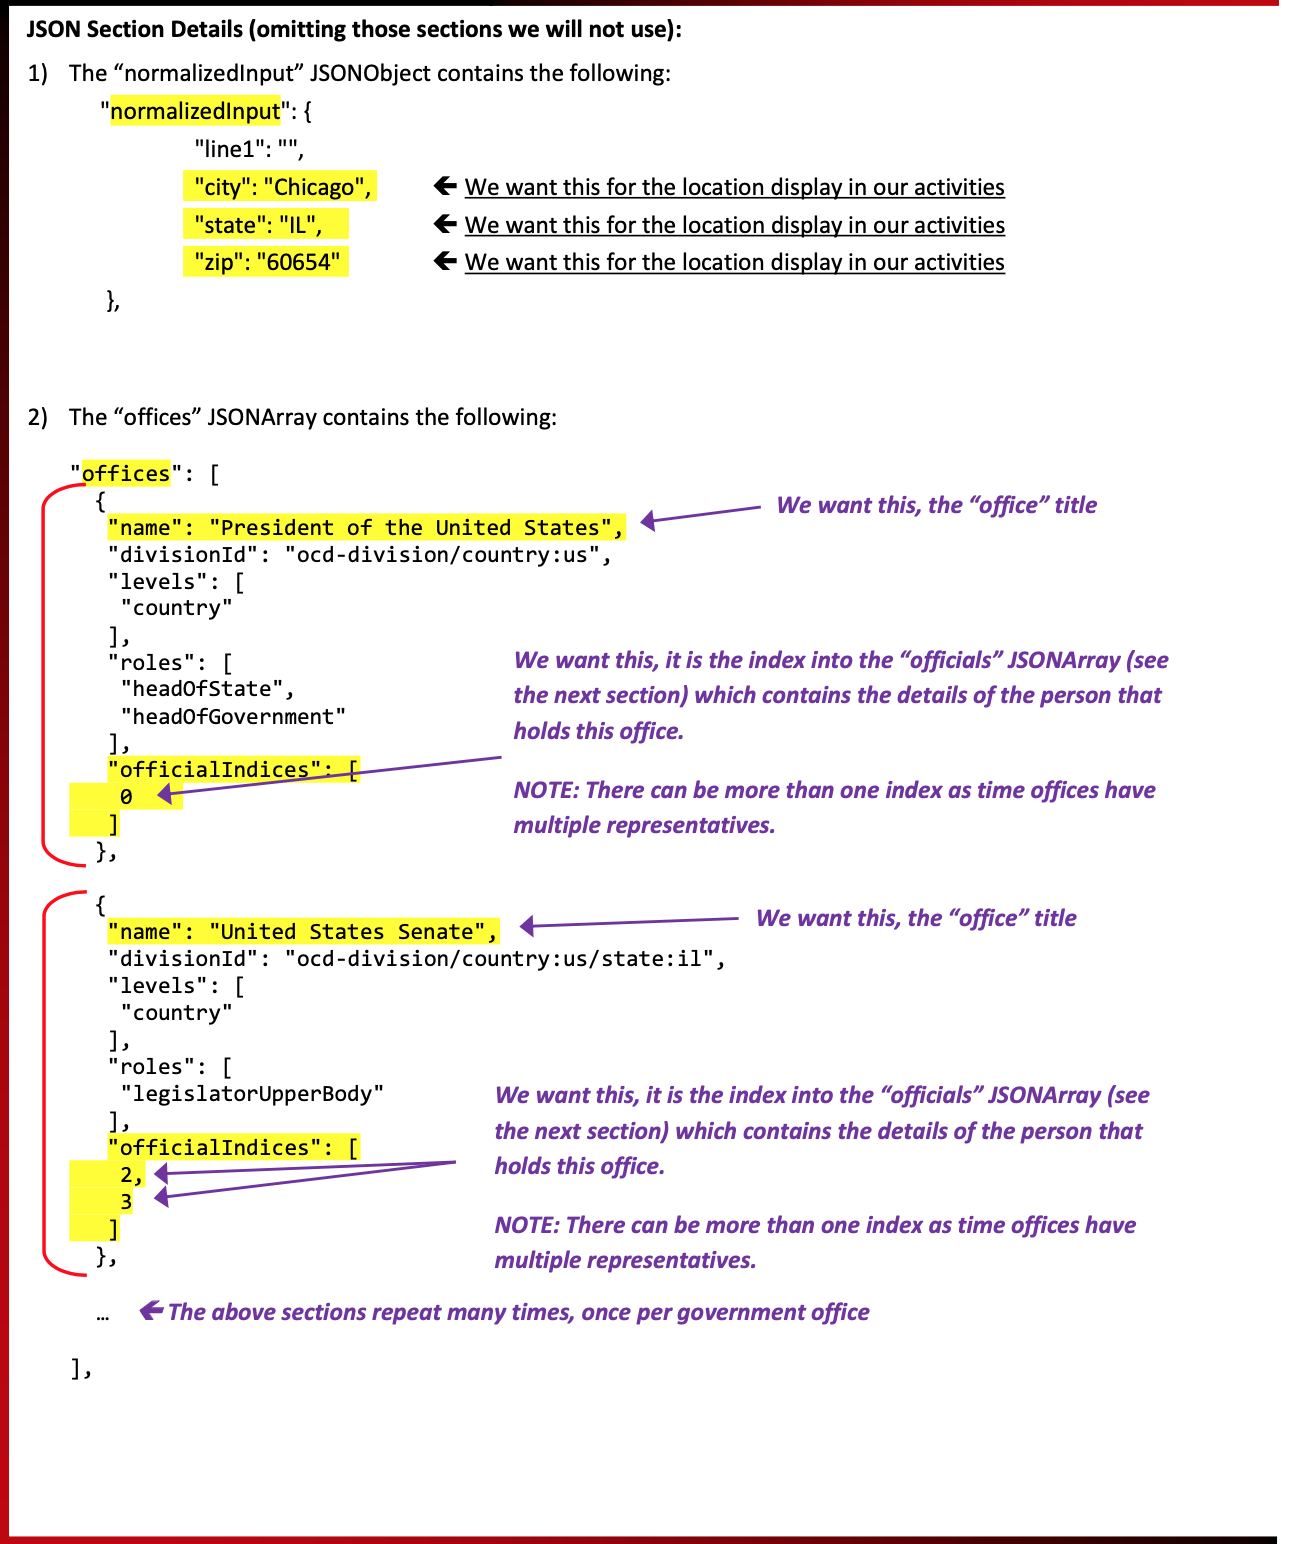 JSON Section Details (omitting those sections we will not use):
1) The “normalizedInput” JSONObject contains the following:
"normalizedInput": {
"line1": "",
"city": "Chicago", 🡸 We want this for the location display in our activities
"state": "IL", 🡸 We want this for the location display in our activities
"zip": "60654" 🡸 We want this for the location display in our activities
},
2) The “offices” JSONArray contains the following:
"offices": [
{
We want this, the “office” title
"name": "President of the United States",
"divisionId": "ocd-division/country:us",
"levels": [
"country"
],
"roles": [
"headOfState",
"headOfGovernment"
],
"officialIndices": [
0
]
},
We want this, it is the index into the “officials” JSONArray (see
the next section) which contains the details of the person that
holds this office.
NOTE: There can be more than one index as time offices have
multiple representatives.
{
"name": "United States Senate",
We want this, the “office” title
"divisionId": "ocd-division/country:us/state:il",
"levels": [
"country"
],
"roles": [
"legislatorUpperBody"
],
"officialIndices": [
2,
3
]
},
We want this, it is the index into the “officials” JSONArray (see
the next section) which contains the details of the person that
holds this office.
NOTE: There can be more than one index as time offices have
multiple representatives.
… 🡸 The above sections repeat many times, once per government office
],